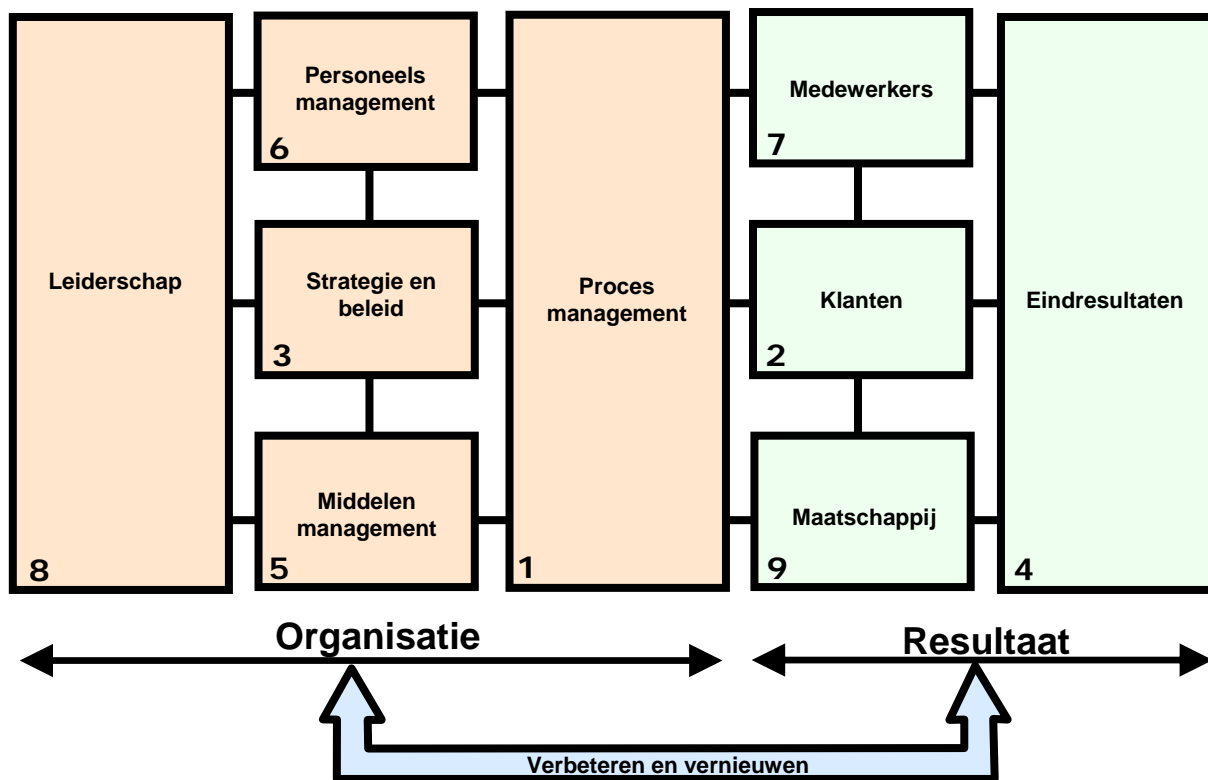 Leiderschap
8
Personeels
management
6
Strategie en
beleid
3
Middelen
management
5
Proces
management
1
Medewerkers
7
Klanten
2
Maatschappij
9
Eindresultaten
4
Organisatie
Resultaat
Verbeteren en vernieuwen